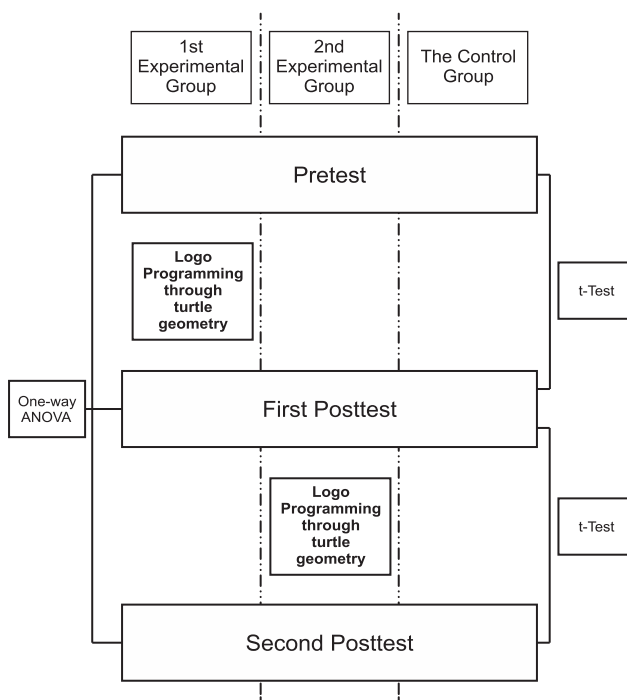 1st
Experimental
Group
2nd
Experimental
Group
The Control
Group
Pretest
Logo
Programming
through
turtle
geometry
t-Test
One-way
ANOVA
First Posttest
Logo
Programming
through
turtle
geometry
t-Test
Second Posttest